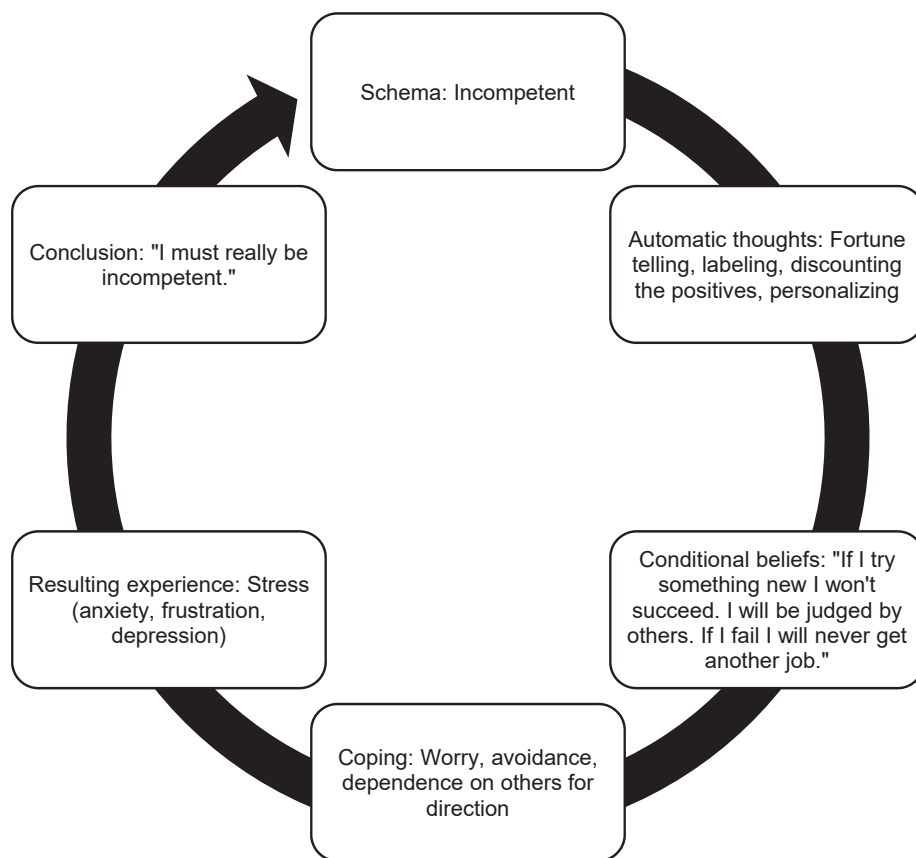 Schema: Incompetent
Automatic thoughts: Fortune
telling, labeling, discounting
the positives, personalizing
Conditional beliefs: "If I try
something new I won't
succeed. I will be judged by
others. If I fail I will never get
another job."
Coping: Worry, avoidance,
dependence on others for
direction
Resulting experience: Stress
(anxiety, frustration,
depression)
Conclusion: "I must really be
incompetent."